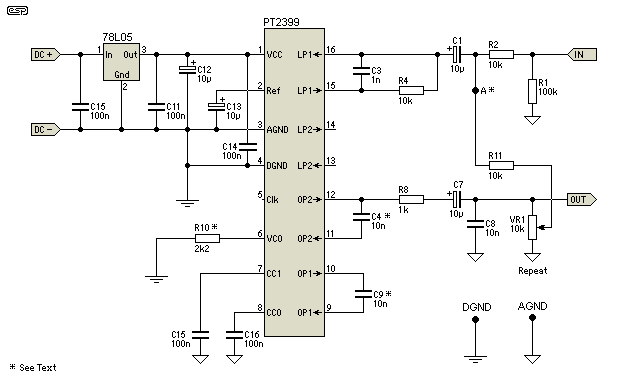 esp
78L05
PT2399
DC +
1 In Out 3
Gnd
2
C15
100n
C11
100n
C12
10µ
C13
10µ
C14
100n
DC -
1 VCC LP1 16
2 Ref LP1 15
3 AGND LP2 14
4 DGND LP2 13
5 Clk OP2 12
6 VCO OP2 11
7 CC1 OP1 10
8 CC0 OP1 9
C3
1n
R4
10k
C1
+
10µ
R2
10k
IN
R1
100k
A *
R11
10k
R8
1k
C7
+
10µ
OUT
C4 *
10n
C8
10n
VR1
10k
Repeat
R10 *
2k2
C9 *
10n
C15
100n
C16
100n
DGND
AGND
* See Text